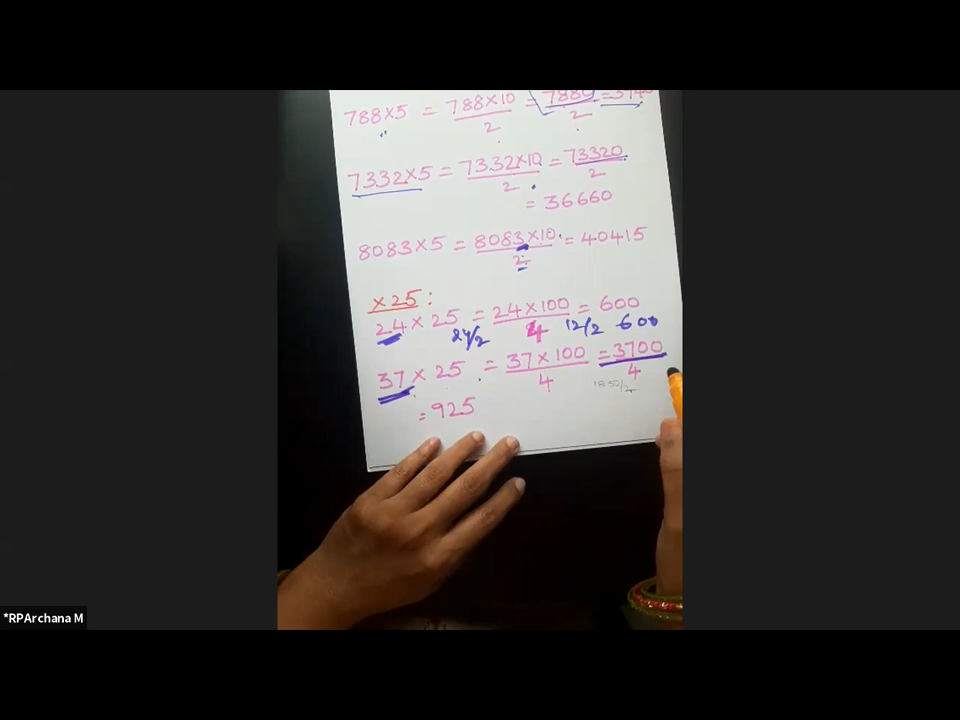 788×5 = 788×10/2 = 7880/2
7332×5 = 7332×10/2 = 73320/2
= 36660
8083×5 = 8083×10/2 = 40415
×25:
24×25 = 24×100/4 = 600
24/2 12/2 600
37×25 = 37×100/4 = 3700/4
1850/2
= 925
*RPArchana M